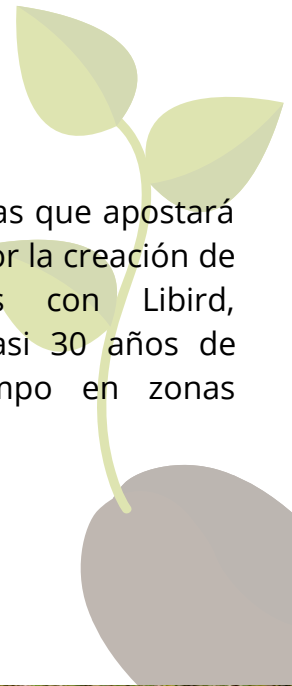 as que apostará
or la creación de
s con Libird,
asi 30 años de
mpo en zonas